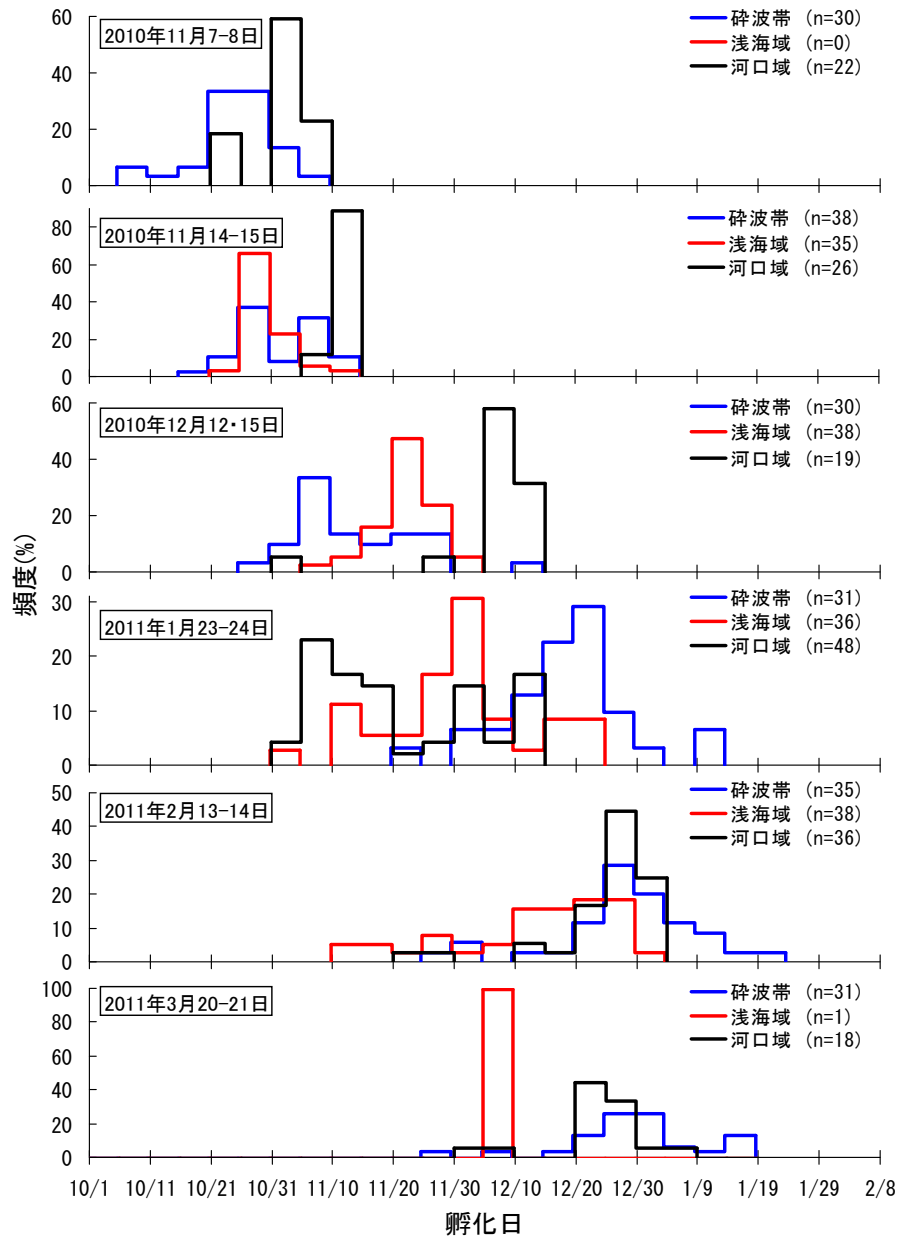 2010年11月7-8日
砕波帯 (n=30)
浅海域 (n=0)
河口域 (n=22)
60
40
20
0
2010年11月14-15日
砕波帯 (n=38)
浅海域 (n=35)
河口域 (n=26)
80
60
40
20
0
2010年12月12・15日
砕波帯 (n=30)
浅海域 (n=38)
河口域 (n=19)
60
40
20
0
頻度(%)
2011年1月23-24日
砕波帯 (n=31)
浅海域 (n=36)
河口域 (n=48)
30
20
10
0
2011年2月13-14日
砕波帯 (n=35)
浅海域 (n=38)
河口域 (n=36)
50
40
30
20
10
0
2011年3月20-21日
砕波帯 (n=31)
浅海域 (n=1)
河口域 (n=18)
100
80
60
40
20
0
10/1 10/11 10/21 10/31 11/10 11/20 11/30 12/10 12/20 12/30 1/9 1/19 1/29 2/8
孵化日